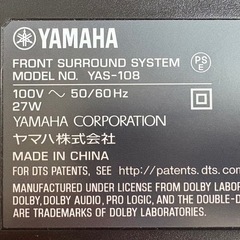 YAMAHA
FRONT SURROUND SYSTEM
MODEL NO. YAS-108
PSE
100V ~ 50/60Hz
27W
YAMAHA CORPORATION
ヤマハ株式会社
MADE IN CHINA
FOR DTS PATENTS, SEE http://patents.dts.com
MANUFACTURED UNDER LICENSE FROM DOLBY LABOR
DOLBY, DOLBY AUDIO, PRO LOGIC, AND THE DOUBLE-D
ARE TRADEMARKS OF DOLBY LABORATORIES.